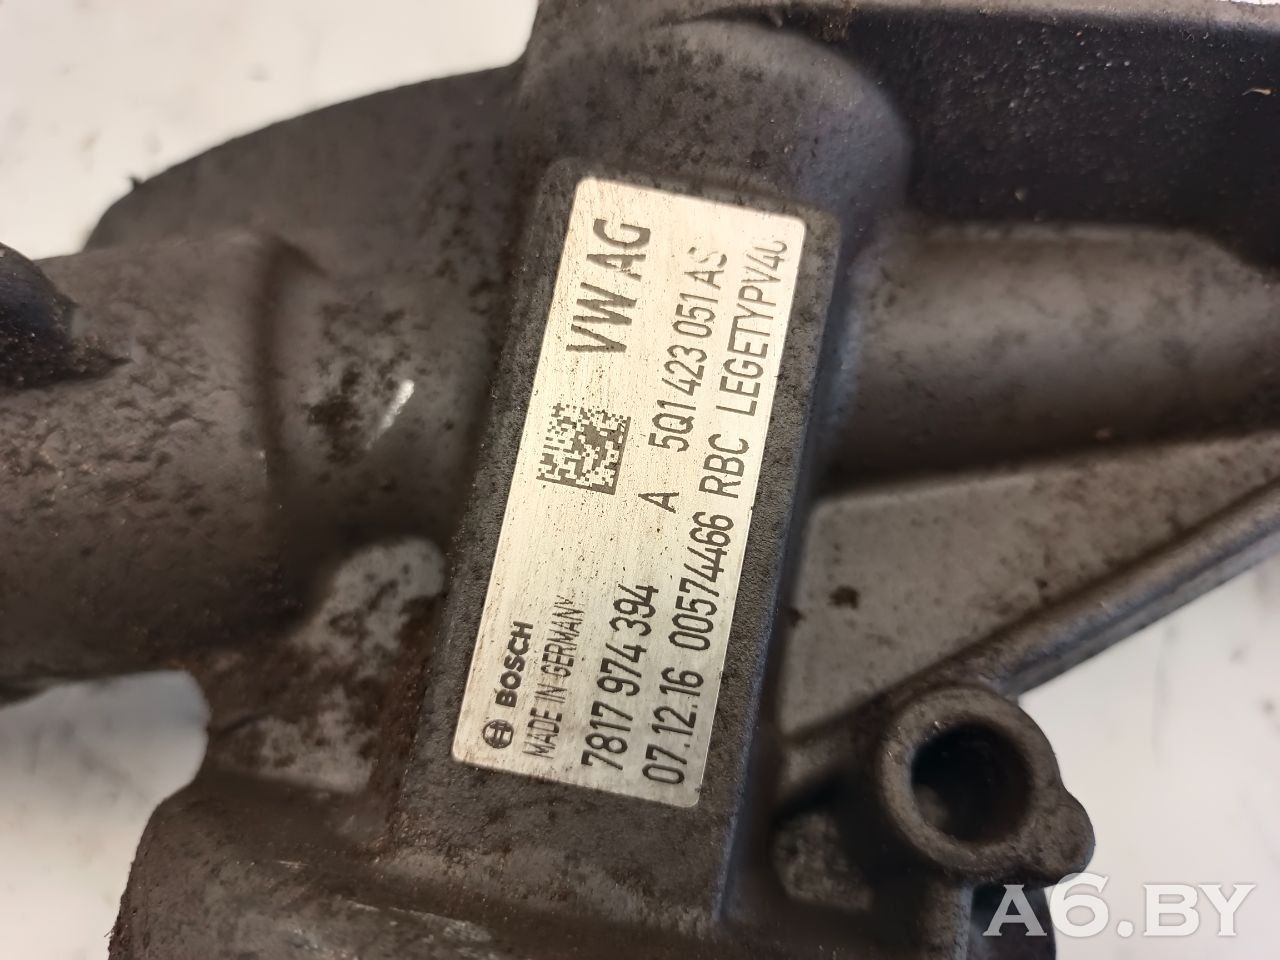 VW AG
5Q1 423 051 AS
A
RBC LEGETYPV40
BOSCH
MADE IN GERMANY
7817 974 394
07.12.16 00574466
A6.BY